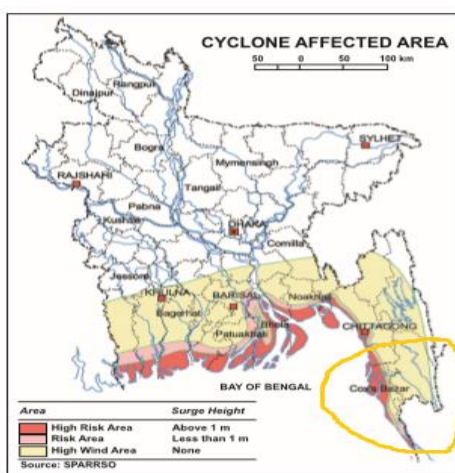 CYCLONE AFFECTED AREA
50 0 50 100 km
Rangpur
Dinajpur
SYLHET
Bogra
Mymensingh
RAJSHARI
Tangail
Pabna
Kushtia
DHAKA
Comilla
Jessore
KHULNA
BARISAL
Noakhali
Bagerhat
Bhola
Patuakhali
CHITTAGONG
BAY OF BENGAL
Cox's Bazar
Area Surge Height
High Risk Area Above 1 m
Risk Area Less than 1 m
High Wind Area None
Source: SPARRSO